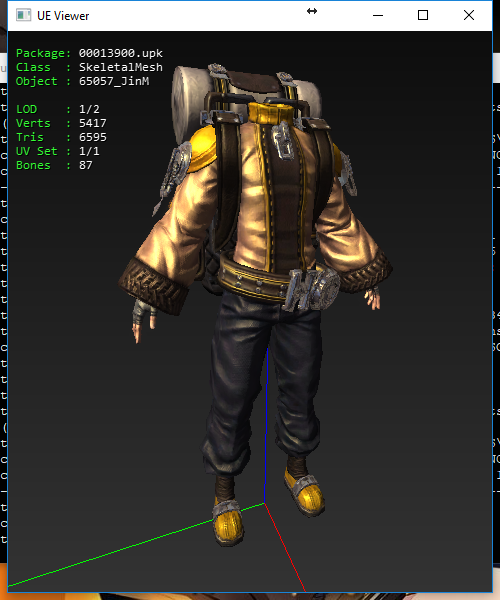 UE Viewer
Package: 00013900.upk
Class : SkeletalMesh
Object : 65057_JinM
LOD : 1/2
Verts : 5417
Tris : 6595
UV Set : 1/1
Bones : 87